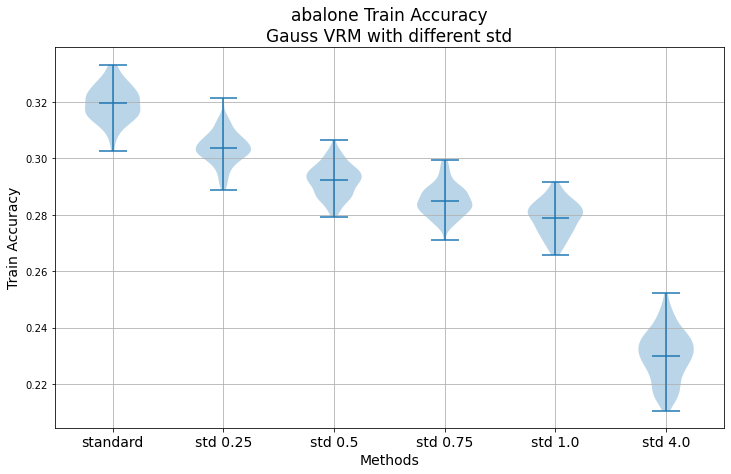 abalone Train Accuracy
Gauss VRM with different std
Train Accuracy
0.32
0.30
0.28
0.26
0.24
0.22
standard
std 0.25
std 0.5
std 0.75
std 1.0
std 4.0
Methods